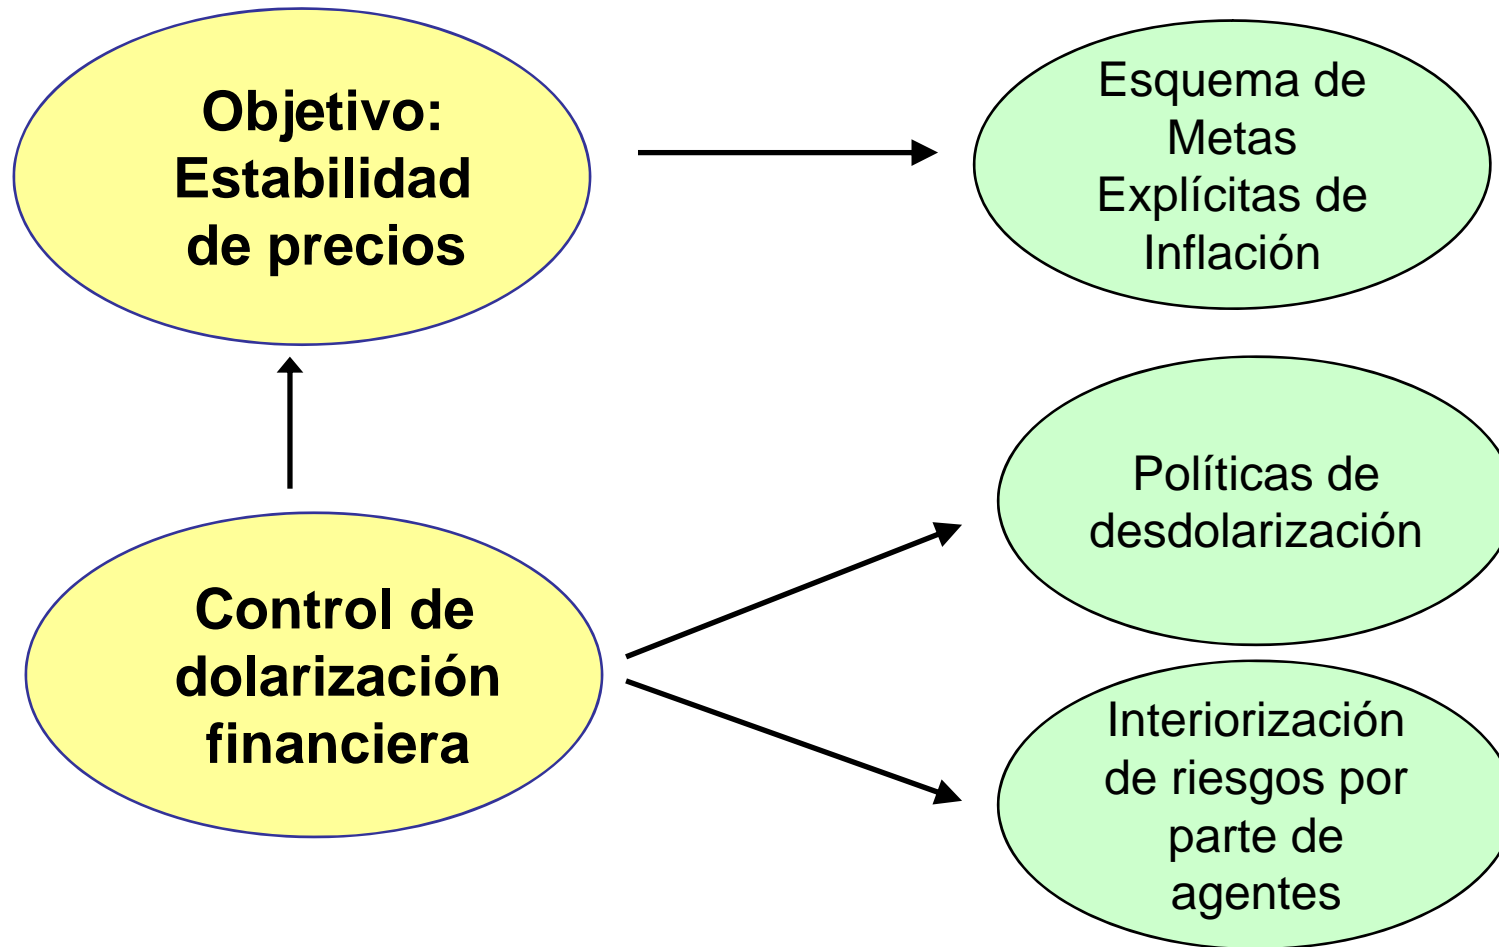 Objetivo:
Estabilidad
de precios
Esquema de
Metas
Explícitas de
Inflación
Políticas de
desdolarización
Control de
dolarización
financiera
Interiorización
de riesgos por
parte de
agentes